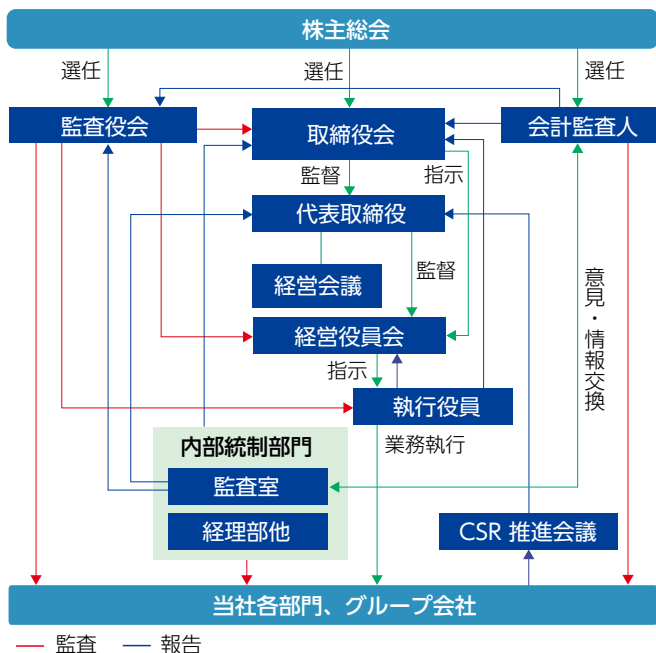 株主総会
選任
選任
選任
監査役会
取締役会
会計監査人
監督
指示
代表取締役
経営会議
監督
意見・情報交換
経営役員会
指示
執行役員
内部統制部門
業務執行
監査室
経理部他
CSR 推進会議
当社各部門、グループ会社
監査
報告